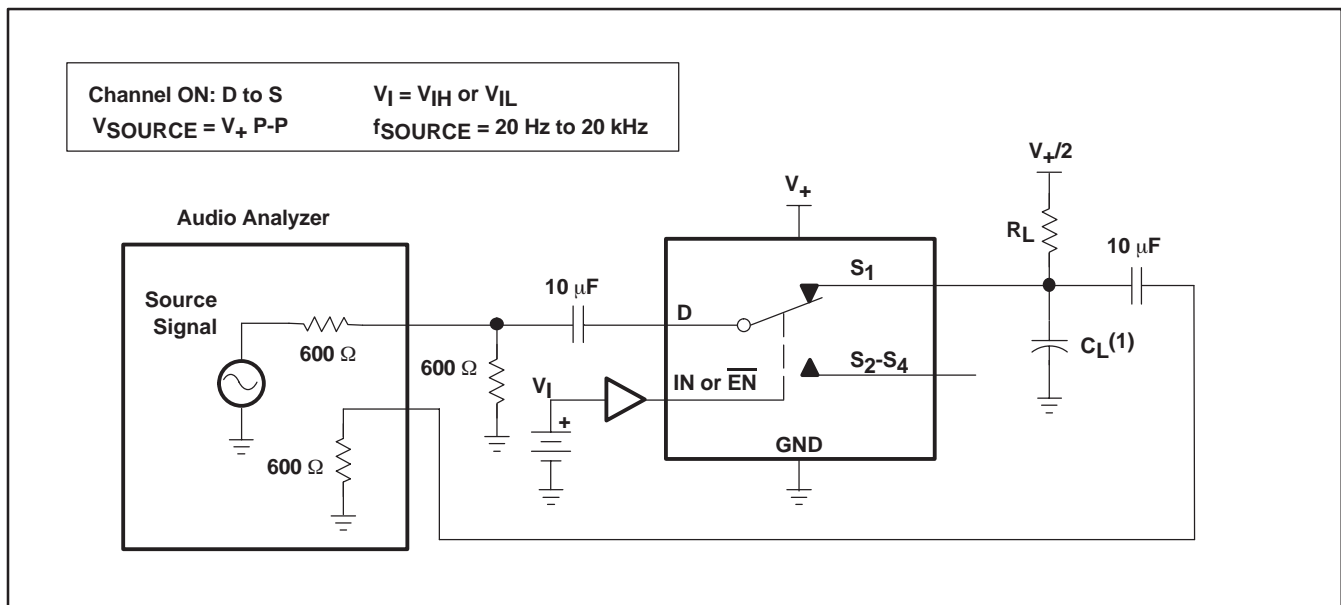 Channel ON: D to S
V_I = V_IH or V_IL
V_SOURCE = V_+ P-P
f_SOURCE = 20 Hz to 20 kHz
V_+/2
V_+
Audio Analyzer
R_L
10 μF
S_1
Source
Signal
10 μF
D
600 Ω
C_L(1)
600 Ω
S_2-S_4
V_I
IN or E̅N̅
+
GND
600 Ω